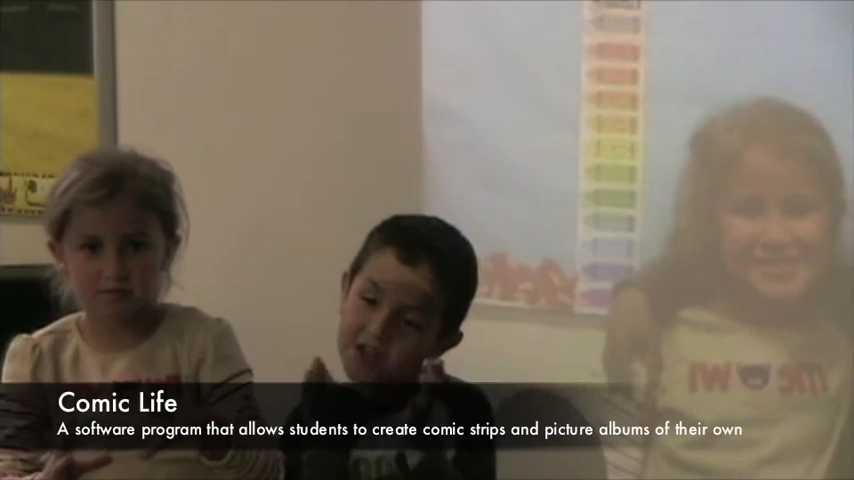 Comic Life
A software program that allows students to create comic strips and picture albums of their own